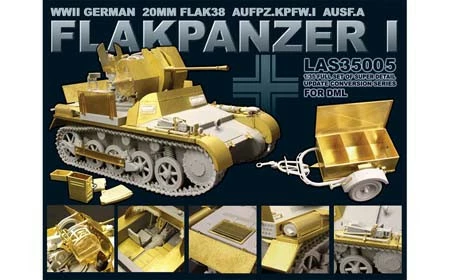 WWII GERMAN 20MM FLAK38 AUFPZ.KPFW.I AUSF.A
FLAKPANZER I
LAS35005
1/35 FULL SET OF SUPER DETAIL
UPDATE CONVERSION SERIES
FOR DML